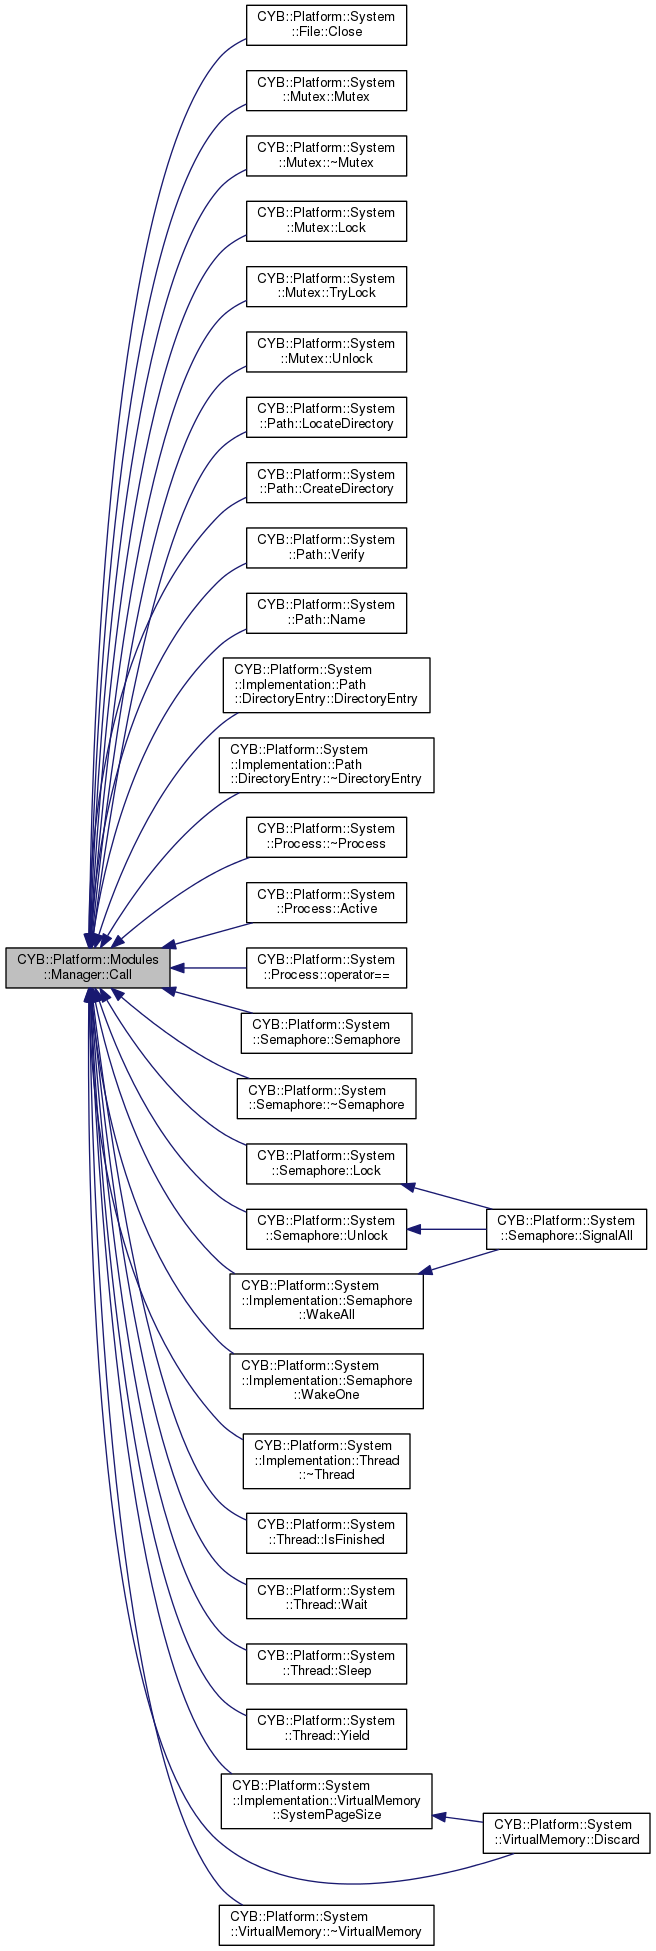 CYB::Platform::System
::File::Close
CYB::Platform::System
::Mutex::Mutex
CYB::Platform::System
::Mutex::~Mutex
CYB::Platform::System
::Mutex::Lock
CYB::Platform::System
::Mutex::TryLock
CYB::Platform::System
::Mutex::Unlock
CYB::Platform::System
::Path::LocateDirectory
CYB::Platform::System
::Path::CreateDirectory
CYB::Platform::System
::Path::Verify
CYB::Platform::System
::Path::Name
CYB::Platform::System
::Implementation::Path
::DirectoryEntry::DirectoryEntry
CYB::Platform::System
::Implementation::Path
::DirectoryEntry::~DirectoryEntry
CYB::Platform::System
::Process::~Process
CYB::Platform::System
::Process::Active
CYB::Platform::Modules
::Manager::Call
CYB::Platform::System
::Process::operator==
CYB::Platform::System
::Semaphore::Semaphore
CYB::Platform::System
::Semaphore::~Semaphore
CYB::Platform::System
::Semaphore::Lock
CYB::Platform::System
::Semaphore::Unlock
CYB::Platform::System
::Semaphore::SignalAll
CYB::Platform::System
::Implementation::Semaphore
::WakeAll
CYB::Platform::System
::Implementation::Semaphore
::WakeOne
CYB::Platform::System
::Implementation::Thread
::~Thread
CYB::Platform::System
::Thread::IsFinished
CYB::Platform::System
::Thread::Wait
CYB::Platform::System
::Thread::Sleep
CYB::Platform::System
::Thread::Yield
CYB::Platform::System
::Implementation::VirtualMemory
::SystemPageSize
CYB::Platform::System
::VirtualMemory::Discard
CYB::Platform::System
::VirtualMemory::~VirtualMemory